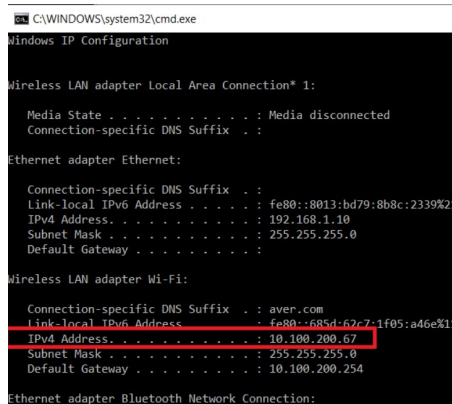 C:\WINDOWS\system32\cmd.exe
Windows IP Configuration
Wireless LAN adapter Local Area Connection* 1:
Media State . . . . . . . . . . . : Media disconnected
Connection-specific DNS Suffix . :
Ethernet adapter Ethernet:
Connection-specific DNS Suffix . :
Link-local IPv6 Address . . . . . : fe80::8013:bd79:8b8c:2339%2
IPv4 Address. . . . . . . . . . . : 192.168.1.10
Subnet Mask . . . . . . . . . . . : 255.255.255.0
Default Gateway . . . . . . . . . :
Wireless LAN adapter Wi-Fi:
Connection-specific DNS Suffix . : aver.com
Link-local IPv6 Address . . . . . : fe80::685d:62c7:1f05:a46e%1
IPv4 Address. . . . . . . . . . . : 10.100.200.67
Subnet Mask . . . . . . . . . . . : 255.255.255.0
Default Gateway . . . . . . . . . : 10.100.200.254
Ethernet adapter Bluetooth Network Connection: